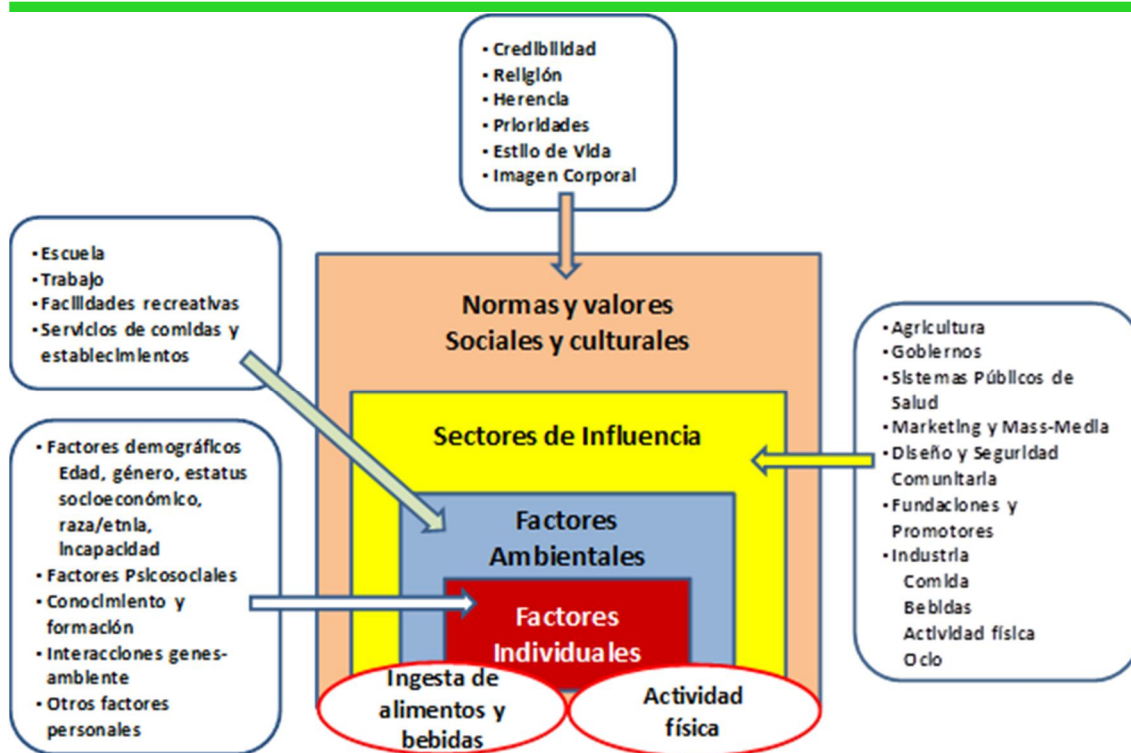 • Credibilidad
• Religión
• Herencia
• Prioridades
• Estilo de Vida
• Imagen Corporal
• Escuela
• Trabajo
• Facilidades recreativas
• Servicios de comidas y
establecimientos
Normas y valores
Sociales y culturales
• Agricultura
• Gobiernos
• Sistemas Públicos de
Salud
• Marketing y Mass-Media
• Diseño y Seguridad
Comunitaria
• Fundaciones y
Promotores
• Industria
Comida
Bebidas
Actividad física
Ocio
Sectores de Influencia
• Factores demográficos
Edad, género, estatus
socioeconómico,
raza/etnia,
Incapacidad
• Factores Psicosociales
• Conocimiento y
formación
• Interacciones genes-
ambiente
• Otros factores
personales
Factores
Ambientales
Factores
Individuales
Ingesta de
alimentos y
bebidas
Actividad
física